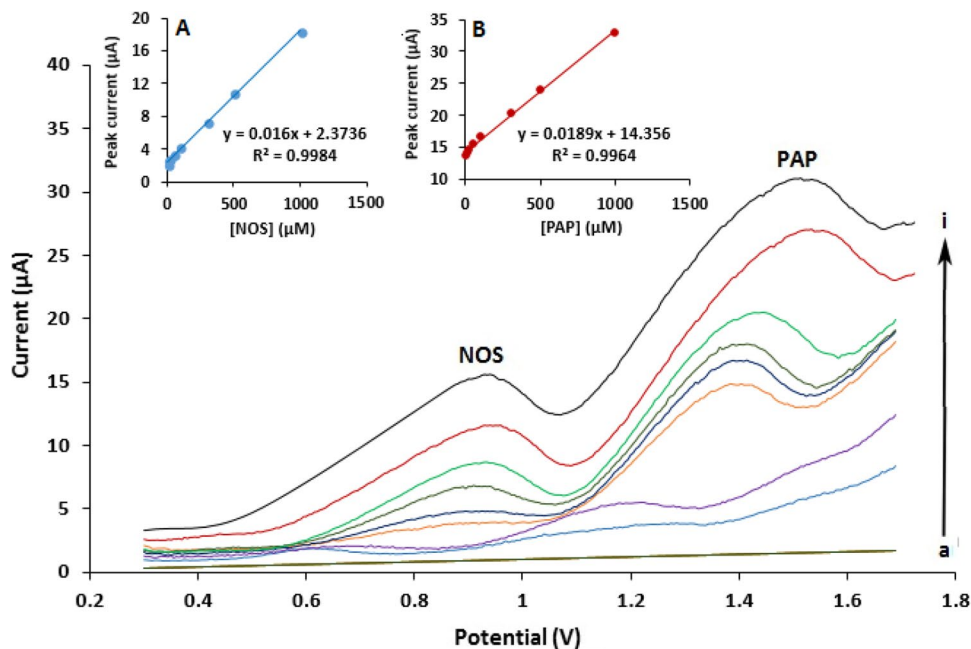 A
Peak current (µA)
20
16
12
8
4
0
y = 0.016x + 2.3736
R² = 0.9984
0
500
1000
1500
[NOS] (µM)
B
Peak current (µA)
35
30
25
20
15
10
y = 0.0189x + 14.356
R² = 0.9964
0
500
1000
1500
[PAP] (µM)
Current (µA)
40
35
30
25
20
15
10
5
0
NOS
PAP
i
a
0.2
0.4
0.6
0.8
1
1.2
1.4
1.6
1.8
Potential (V)